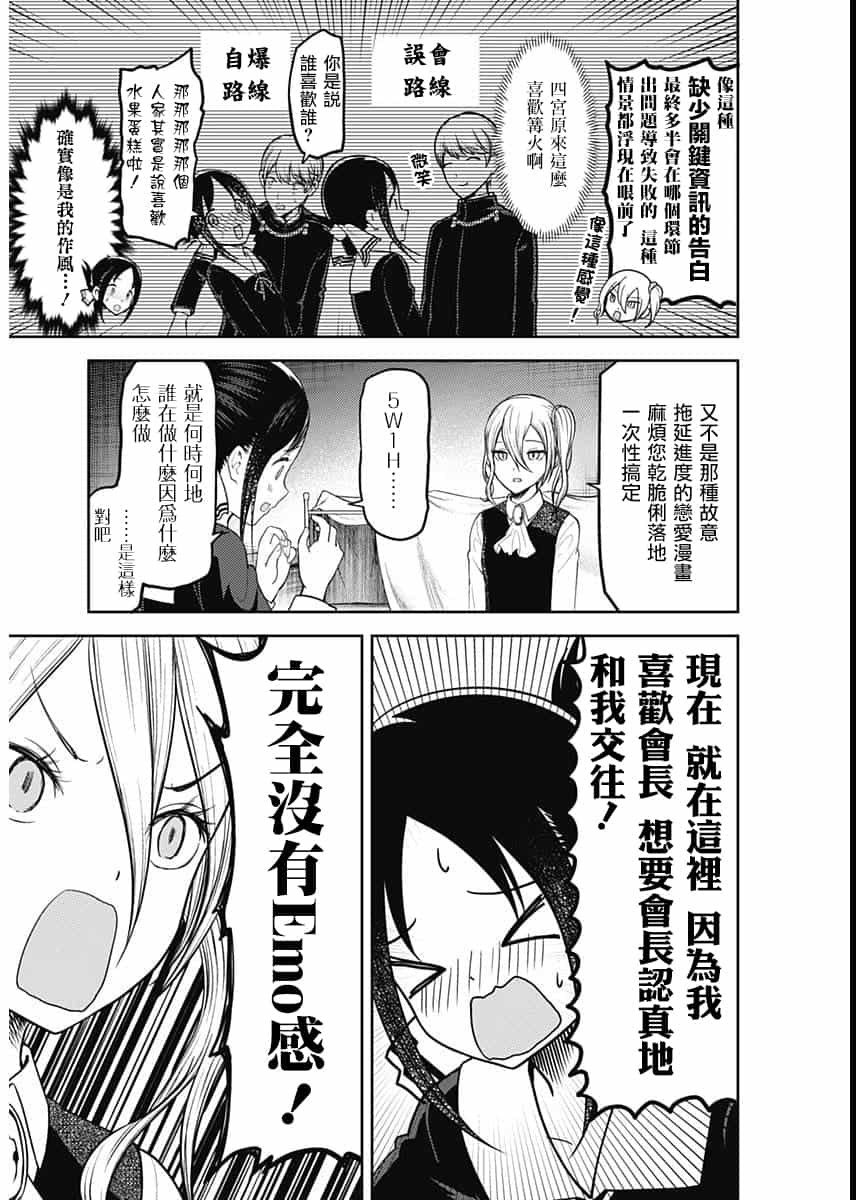 像這種
缺少關鍵資訊的告白
最終多半會在哪個環節
出問題導致失敗的 這種
情景都浮現在眼前了
像這種感覺！
誤會
路線
四宮原來這麼
喜歡篝火啊
微笑
自爆
路線
你是說
誰喜歡誰？
那那那那那個
人家其實是說喜歡
水果蛋糕啦！
確實像是我的作風…！
又不是那種故意
拖延進度的戀愛漫畫
麻煩您乾脆俐落地
一次性搞定
5W1H……
就是何時何地
誰在做什麼因為什麼
怎麼做
……是這樣
對吧
現在 就在這裡 因為我
喜歡會長 想要會長認真地
和我交往！
完全沒有Emo感！